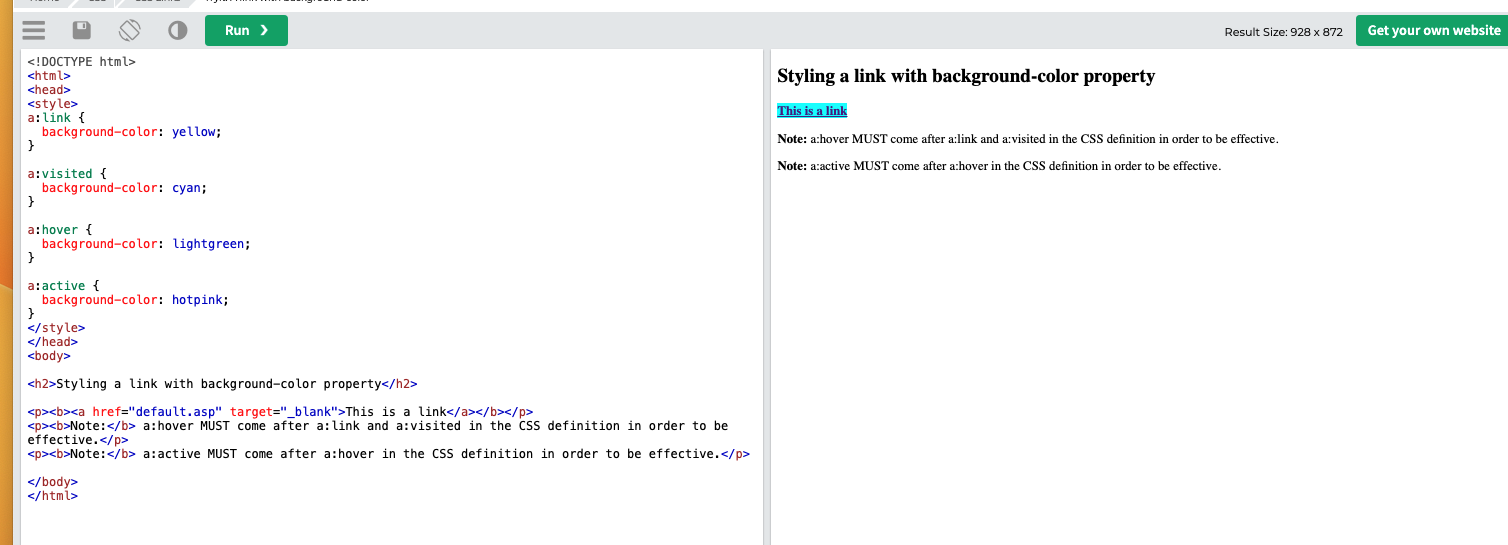 Run ❯
Result Size: 928 x 872
Get your own website
<!DOCTYPE html>
<html>
<head>
<style>
a:link {
  background-color: yellow;
}

a:visited {
  background-color: cyan;
}

a:hover {
  background-color: lightgreen;
}

a:active {
  background-color: hotpink;
}
</style>
</head>
<body>

<h2>Styling a link with background-color property</h2>

<p><b><a href="default.asp" target="_blank">This is a link</a></b></p>
<p><b>Note:</b> a:hover MUST come after a:link and a:visited in the CSS definition in order to be
effective.</p>
<p><b>Note:</b> a:active MUST come after a:hover in the CSS definition in order to be effective.</p>

</body>
</html>
Styling a link with background-color property
This is a link
Note: a:hover MUST come after a:link and a:visited in the CSS definition in order to be effective.
Note: a:active MUST come after a:hover in the CSS definition in order to be effective.